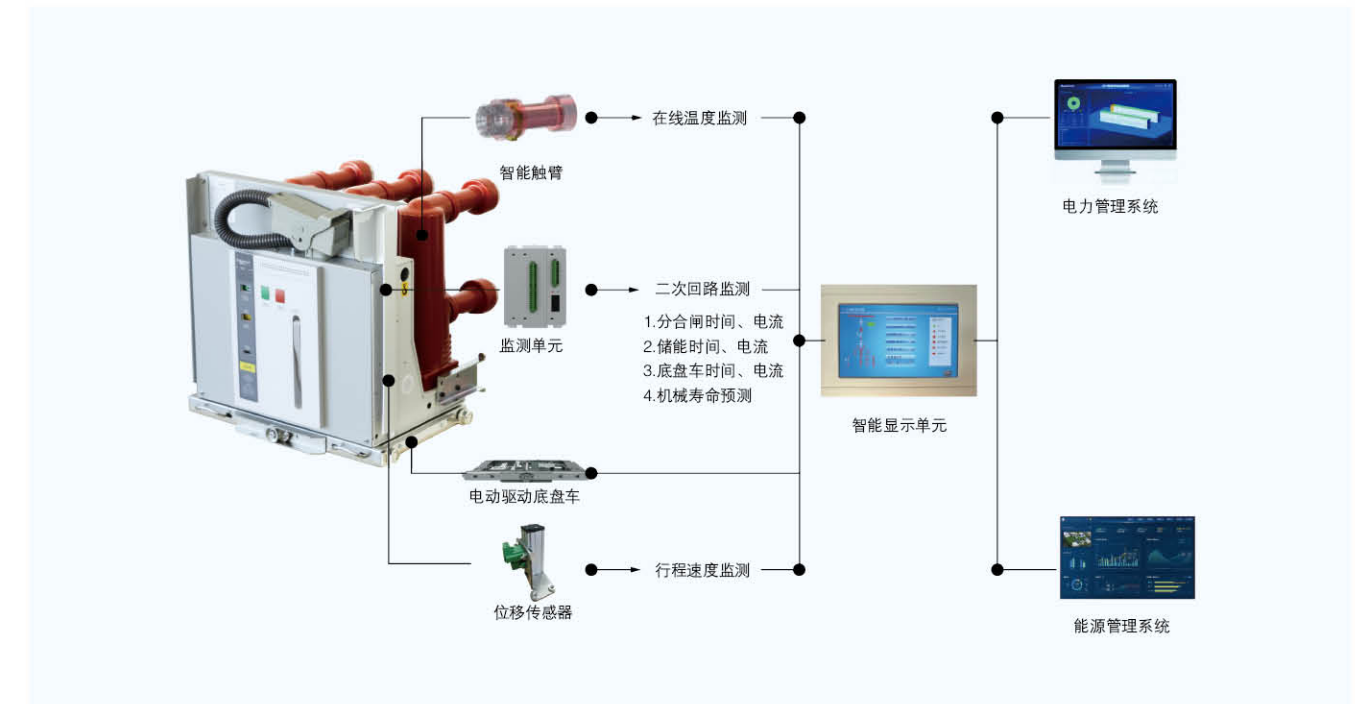 在线温度监测
智能触臂
电力管理系统
二次回路监测
1.分合闸时间、电流
监测单元
2.储能时间、电流
3.底盘车时间、电流
4.机械寿命预测
智能显示单元
电动驱动底盘车
行程速度监测
位移传感器
能源管理系统